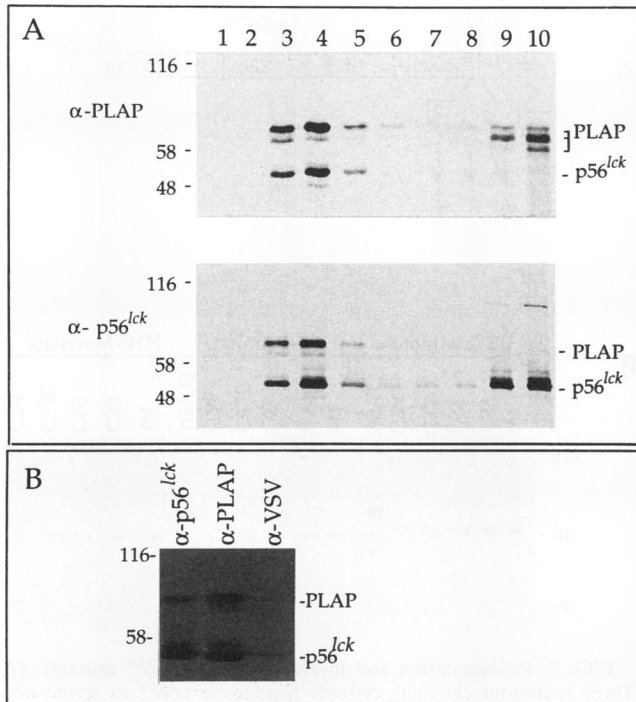 A
1 2 3 4 5 6 7 8 9 10
116 -
α-PLAP
PLAP
58 -
- p56lck
48 -
116 -
α- p56lck
- PLAP
58 -
- p56lck
48 -
B
α-p56lck
α-PLAP
α-VSV
116-
-PLAP
58-
-p56lck